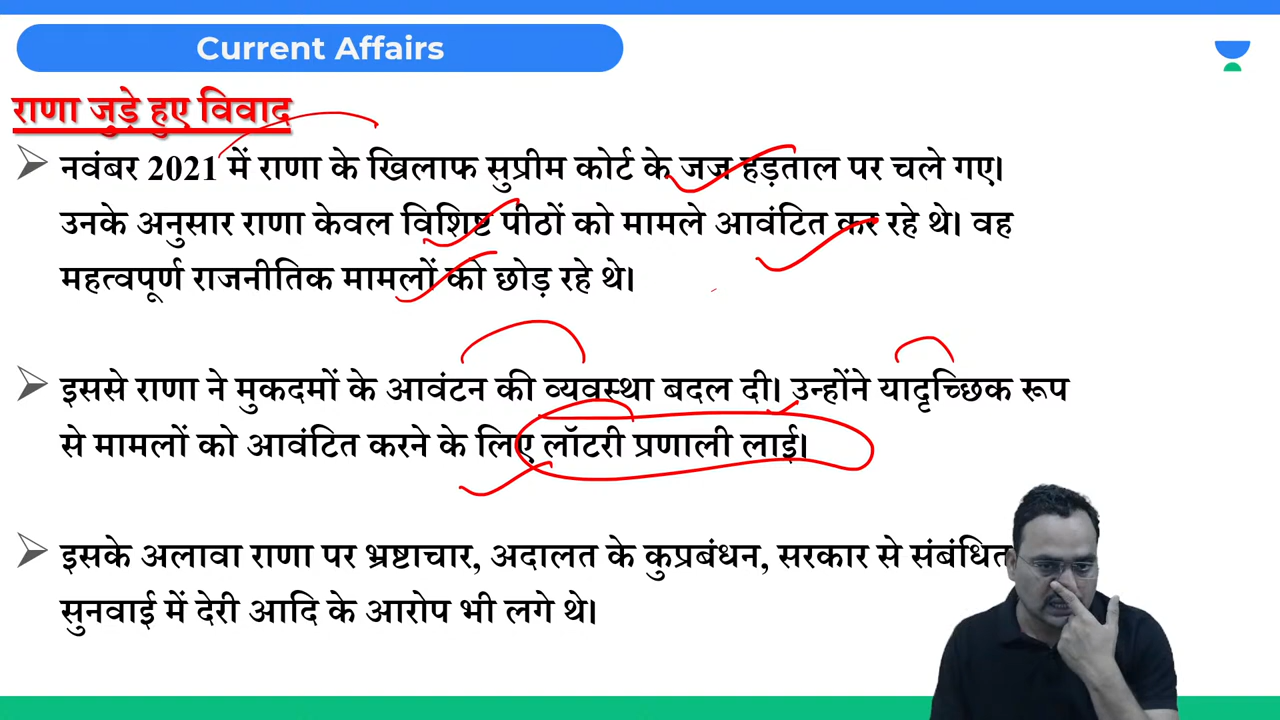 Current Affairs
राणा जुड़े हुए विवाद
नवंबर 2021 में राणा के खिलाफ सुप्रीम कोर्ट के जज हड़ताल पर चले गए।
उनके अनुसार राणा केवल विशिष्ट पीठों को मामले आवंटित कर रहे थे। वह
महत्वपूर्ण राजनीतिक मामलों को छोड़ रहे थे।
इससे राणा ने मुकदमों के आवंटन की व्यवस्था बदल दी। उन्होंने यादृच्छिक रूप
से मामलों को आवंटित करने के लिए लॉटरी प्रणाली लाई।
इसके अलावा राणा पर भ्रष्टाचार, अदालत के कुप्रबंधन, सरकार से संबंधित
सुनवाई में देरी आदि के आरोप भी लगे थे।